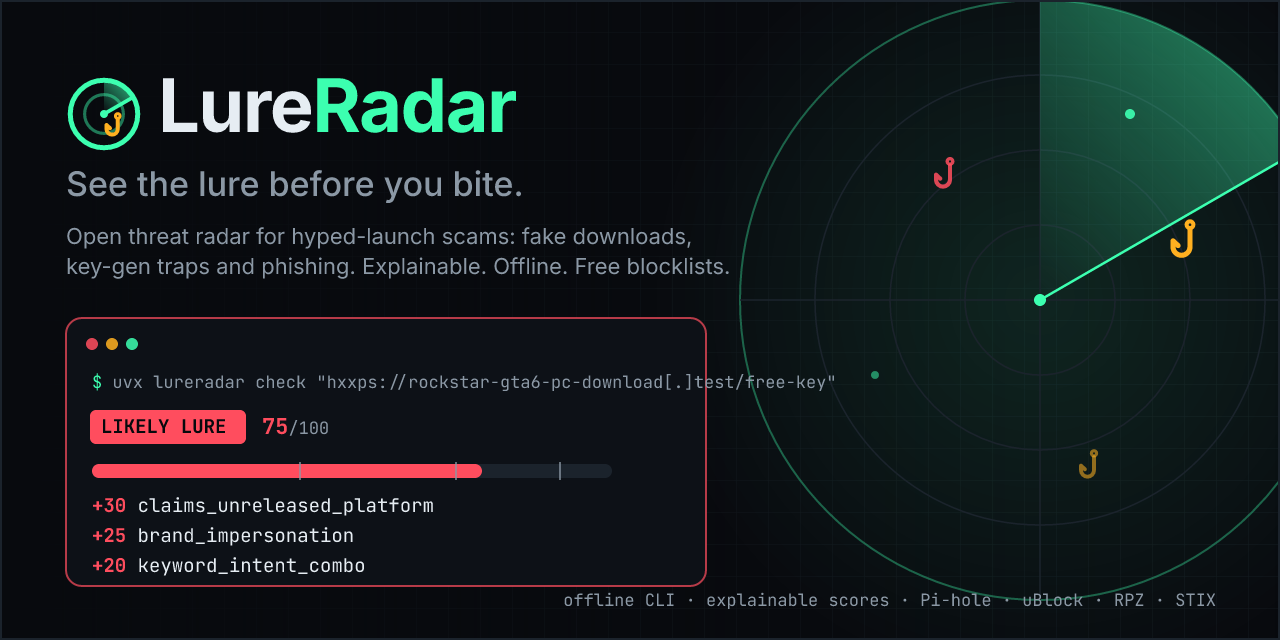 LureRadar
See the lure before you bite.
Open threat radar for hyped-launch scams: fake downloads,
key-gen traps and phishing. Explainable. Offline. Free blocklists.
$ uvx lureradar check "hxxps://rockstar-gta6-pc-download[.]test/free-key"
LIKELY LURE 75/100
+30 claims_unreleased_platform
+25 brand_impersonation
+20 keyword_intent_combo
offline CLI · explainable scores · Pi-hole · uBlock · RPZ · STIX